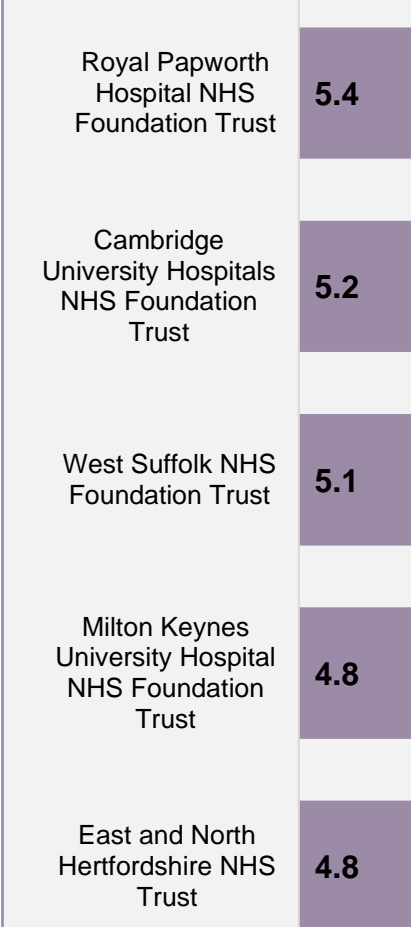 Royal Papworth
Hospital NHS
Foundation Trust
5.4
Cambridge
University Hospitals
NHS Foundation
Trust
5.2
West Suffolk NHS
Foundation Trust
5.1
Milton Keynes
University Hospital
NHS Foundation
Trust
4.8
East and North
Hertfordshire NHS
Trust
4.8